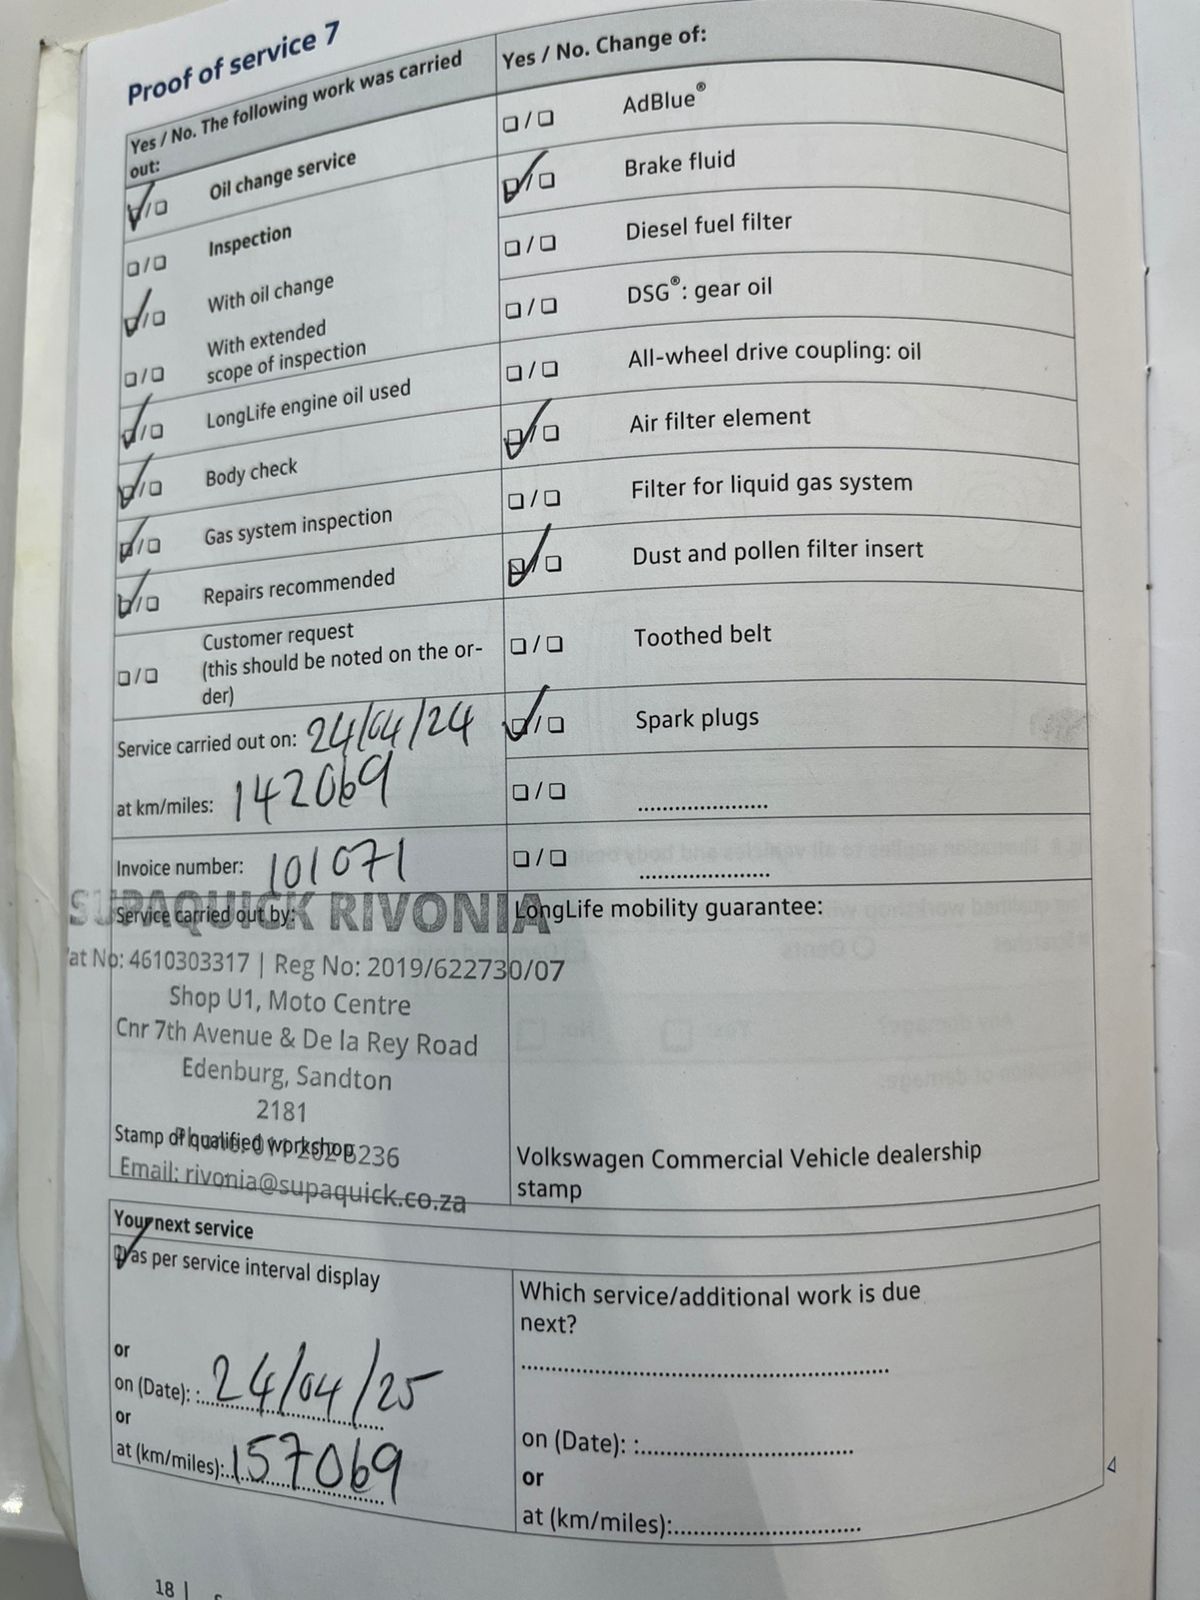 Proof of service 7
Yes / No. The following work was carried
out:
☑/☐ Oil change service
☐/☐ Inspection
☑/☐ With oil change
☐/☐ With extended
scope of inspection
☑/☐ LongLife engine oil used
☑/☐ Body check
☑/☐ Gas system inspection
☑/☐ Repairs recommended
☐/☐ Customer request
(this should be noted on the or-
der)
Service carried out on: 24/04/24
at km/miles: 142069
Invoice number: 101071
SUPAQUICK RIVONIA
Service carried out by:
at No: 4610303317 | Reg No: 2019/622730/07
Shop U1, Moto Centre
Cnr 7th Avenue & De la Rey Road
Edenburg, Sandton
2181
Stamp of qualified workshop
236
Email: rivonia@supaquick.co.za
Yes / No. Change of:
☐/☐ AdBlue®
☑/☐ Brake fluid
☐/☐ Diesel fuel filter
☐/☐ DSG®: gear oil
☐/☐ All-wheel drive coupling: oil
☑/☐ Air filter element
☐/☐ Filter for liquid gas system
☑/☐ Dust and pollen filter insert
☐/☐ Toothed belt
☑/☐ Spark plugs
☐/☐ ......................
☐/☐ ......................
LongLife mobility guarantee:
Volkswagen Commercial Vehicle dealership
stamp
Your next service
☑ as per service interval display
or
on (Date): :24/04/25
or
at (km/miles):157069
Which service/additional work is due
next?
on (Date): :
or
at (km/miles):
18 |